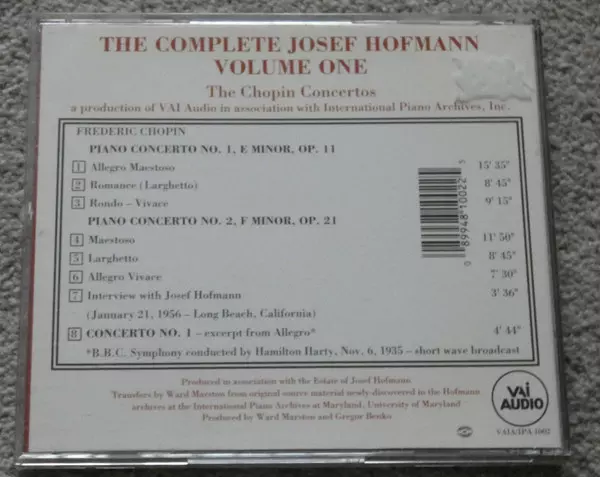 THE COMPLETE JOSEF HOFMANN
VOLUME ONE
The Chopin Concertos
a production of VAI Audio in association with International Piano Archives, Inc.
FREDERIC CHOPIN
PIANO CONCERTO NO. 1, E MINOR, OP. 11
1 Allegro Maestoso 15' 35"
2 Romance (Larghetto) 8' 45"
3 Rondo – Vivace 9' 15"
PIANO CONCERTO NO. 2, F MINOR, OP. 21
4 Maestoso 11' 50"
5 Larghetto 8' 45"
6 Allegro Vivace 7' 30"
7 Interview with Josef Hofmann 3' 36"
(January 21, 1956 – Long Beach, California)
8 CONCERTO NO. 1 – excerpt from Allegro* 4' 44"
*B.B.C. Symphony conducted by Hamilton Harty, Nov. 6, 1935 – short wave broadcast
0 89948 10022 5
Produced in association with the Estate of Josef Hofmann
Transfers by Ward Marston from original source material newly-discovered to the Hofmann
archives at the International Piano Archives at Maryland, University of Maryland
Produced by Ward Marston and Gregor Benko
VAI
AUDIO
VAIA/IPA-1002